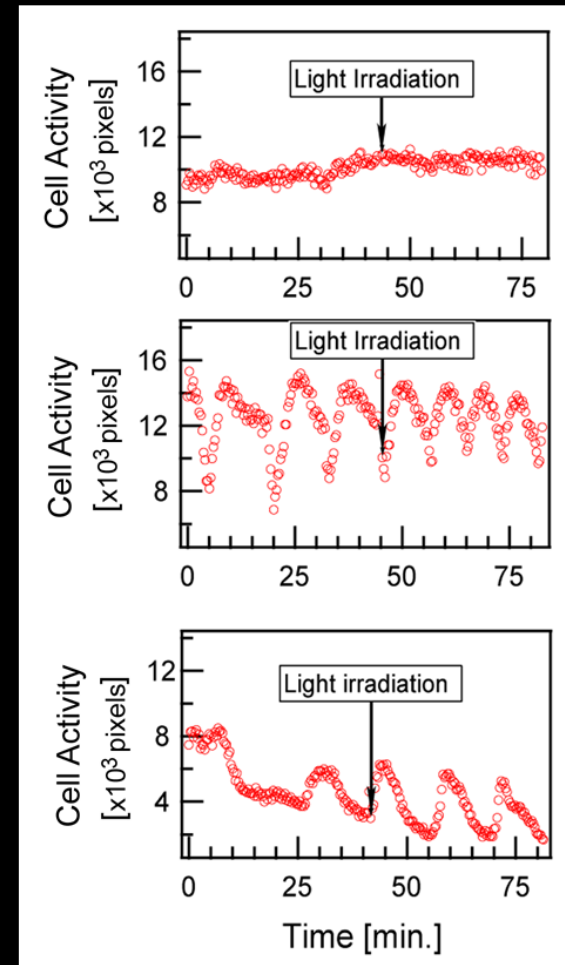 16
12
8
Cell Activity
[x10³ pixels]
Light Irradiation
0 25 50 75
16
12
8
Cell Activity
[x10³ pixels]
Light Irradiation
0 25 50 75
12
8
4
Cell Activity
[x10³ pixels]
Light irradiation
0 25 50 75
Time [min.]